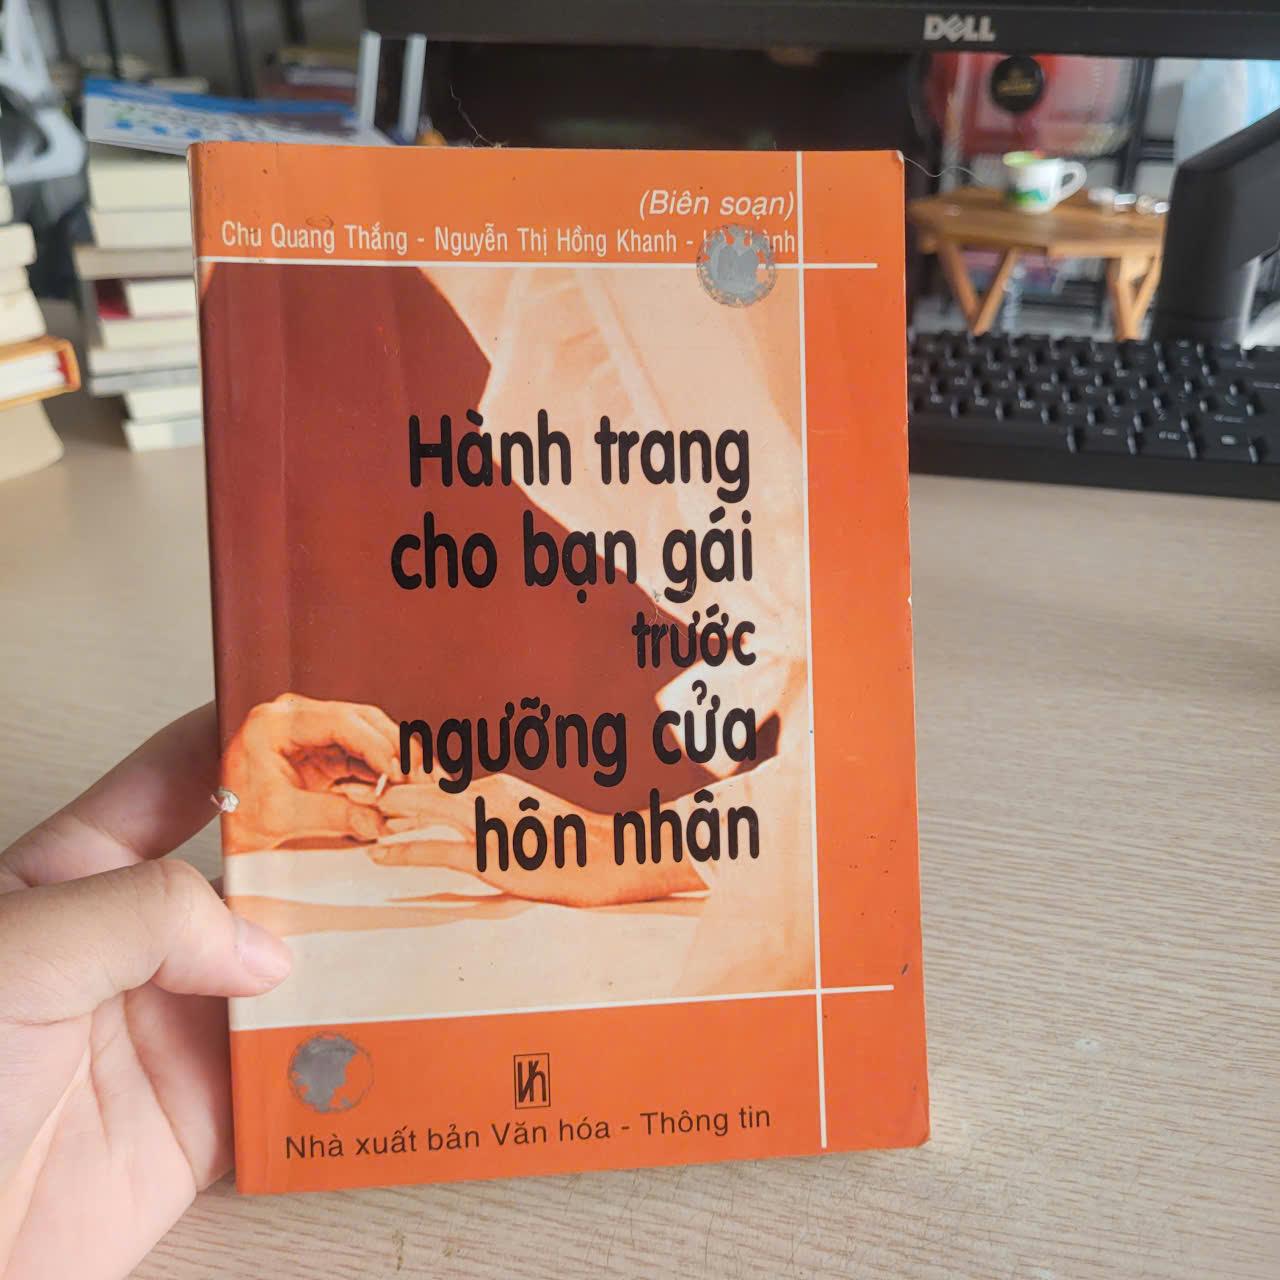 DELL
(Biên soạn)
Chu Quang Thắng - Nguyễn Thị Hồng Khanh -
Hành trang
cho bạn gái
trước
ngưỡng cửa
hôn nhân
Nhà xuất bản Văn hóa - Thông tin